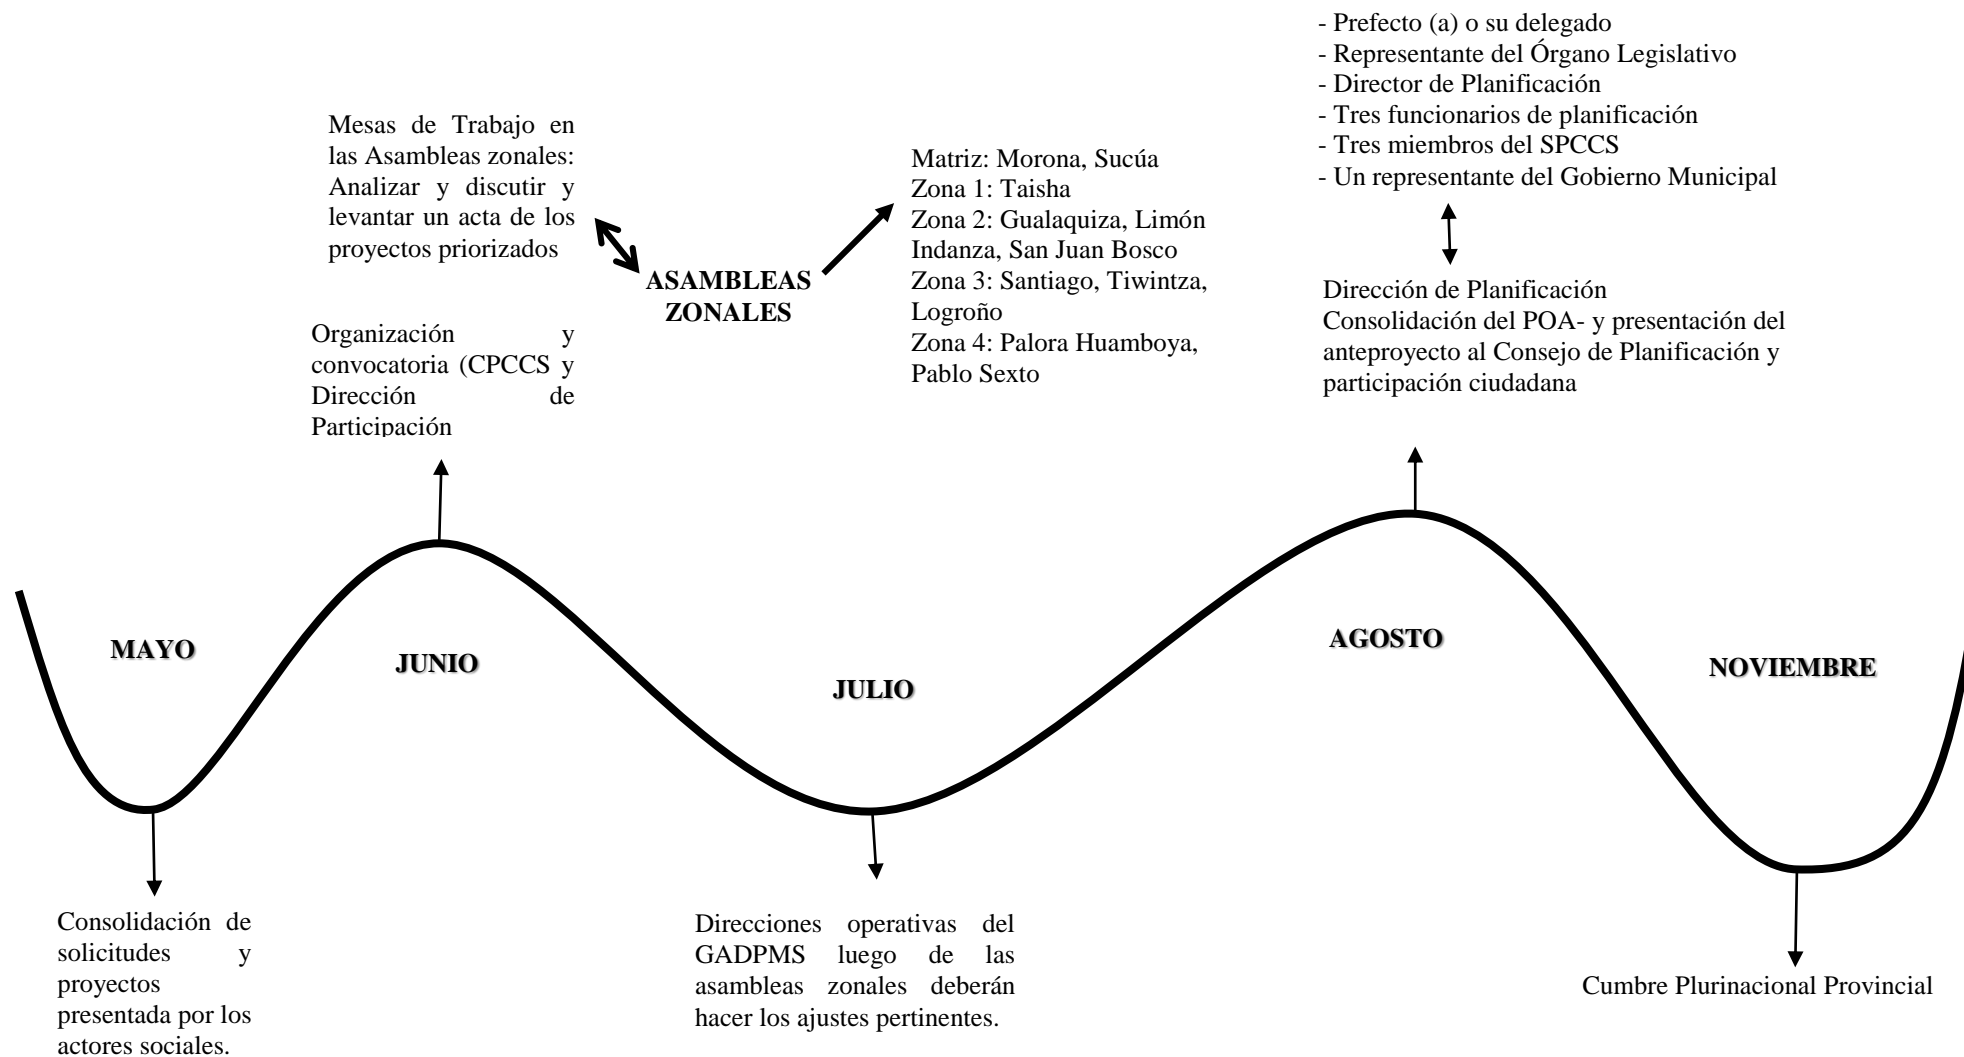 - Prefecto (a) o su delegado
- Representante del Órgano Legislativo
- Director de Planificación
- Tres funcionarios de planificación
- Tres miembros del SPCCS
- Un representante del Gobierno Municipal
Mesas de Trabajo en
las Asambleas zonales:
Analizar y discutir y
levantar un acta de los
proyectos priorizados
ASAMBLEAS
ZONALES
Matriz: Morona, Sucúa
Zona 1: Taisha
Zona 2: Gualaquiza, Limón
Indanza, San Juan Bosco
Zona 3: Santiago, Tiwintza,
Logroño
Zona 4: Palora Huamboya,
Pablo Sexto
Dirección de Planificación
Consolidación del POA- y presentación del
anteproyecto al Consejo de Planificación y
participación ciudadana
Organización y
convocatoria (CPCCS y
Dirección de
Participación
MAYO
JUNIO
JULIO
AGOSTO
NOVIEMBRE
Consolidación de
solicitudes y
proyectos
presentada por los
actores sociales.
Direcciones operativas del
GADPMS luego de las
asambleas zonales deberán
hacer los ajustes pertinentes.
Cumbre Plurinacional Provincial